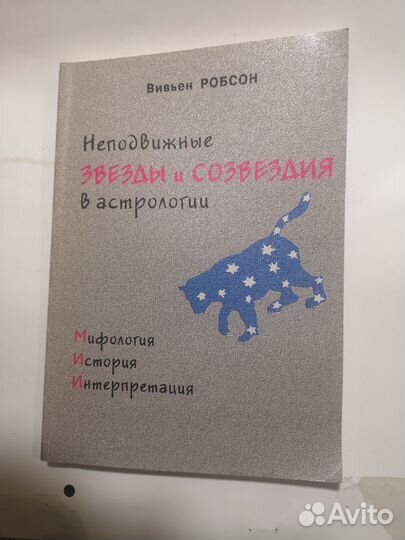 Вивьен РОБСОН
Неподвижные
ЗВЕЗДЫ и СОЗВЕЗДИЯ
в астрологии
Мифология
История
Интерпретация
Avito